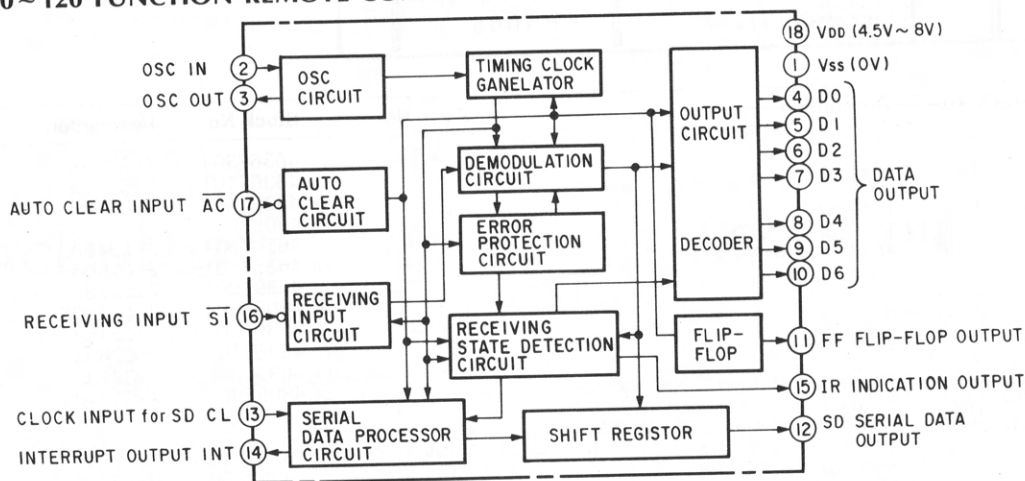 120 FUNCTION REMOTE
18 VDD (4.5V~8V)
1 VSS (0V)
OSC IN 2
OSC OUT 3
OSC
CIRCUIT
TIMING CLOCK
GANELATOR
OUTPUT
CIRCUIT
DECODER
4 D0
5 D1
6 D2
7 D3
8 D4
9 D5
10 D6
DATA
OUTPUT
DEMODULATION
CIRCUIT
AUTO CLEAR INPUT AC 17
AUTO
CLEAR
CIRCUIT
ERROR
PROTECTION
CIRCUIT
RECEIVING INPUT SI 16
RECEIVING
INPUT
CIRCUIT
RECEIVING
STATE DETECTION
CIRCUIT
FLIP-
FLOP
11 FF FLIP-FLOP OUTPUT
15 IR INDICATION OUTPUT
CLOCK INPUT for SD CL 13
INTERRUPT OUTPUT INT 14
SERIAL
DATA PROCESSOR
CIRCUIT
SHIFT REGISTOR
12 SD SERIAL DATA
OUTPUT